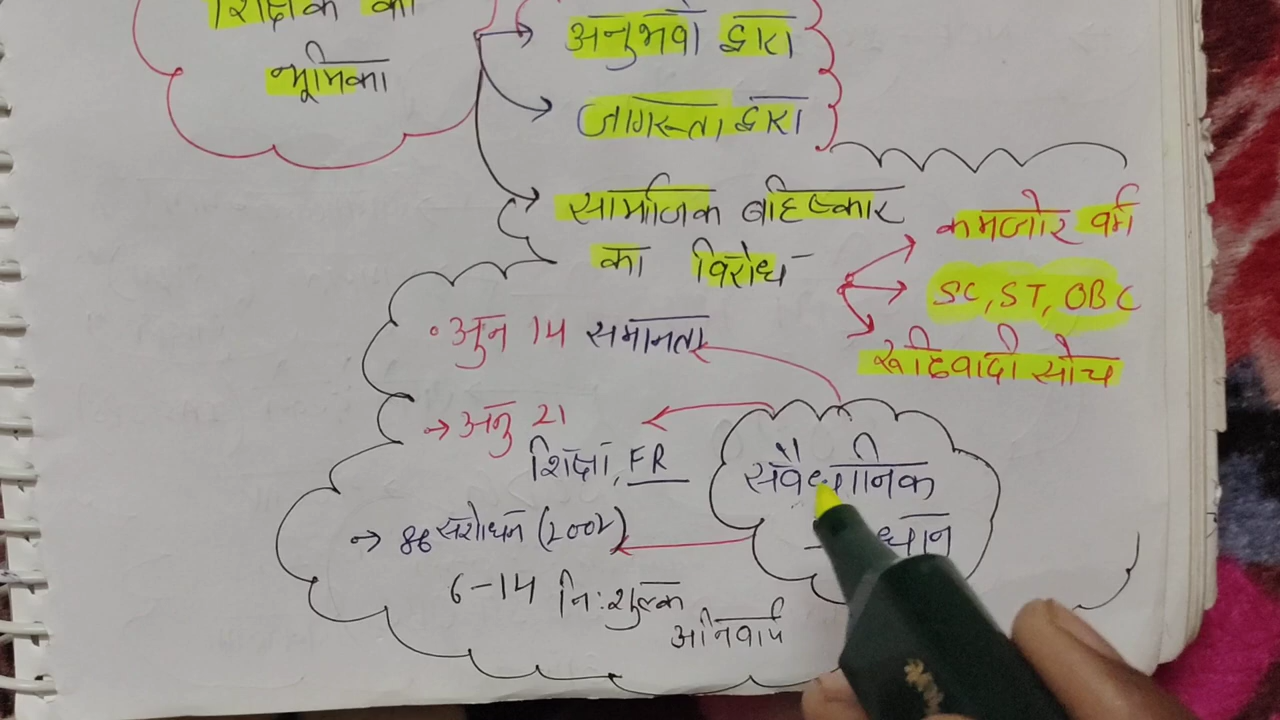 शिक्षक की
भूमिका
अनुभवों द्वारा
जागरूकता द्वारा
सामाजिक बहिष्कार
का विरोध
कमजोर वर्ग
SC, ST, OBC
रूढ़िवादी सोच
• अनु 14 समानता
→ अनु 21
शिक्षा, FR
→ 86 संशोधन (2002)
6-14 नि:शुल्क
अनिवार्य
संवैधानिक